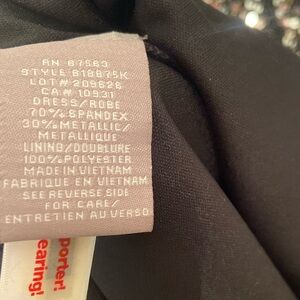 RN 67563
STYLE 818875K
LOT# 209626
CA# 10931
DRESS/ROBE
70% SPANDEX
30% METALLIC/
METALLIQUE
LINING/DOUBLURE
100% POLYESTER
MADE IN VIETNAM
FABRIQUE EN VIETNAM
SEE REVERSE SIDE
FOR CARE/
ENTRETIEN AU VERSO
porter!
earing!